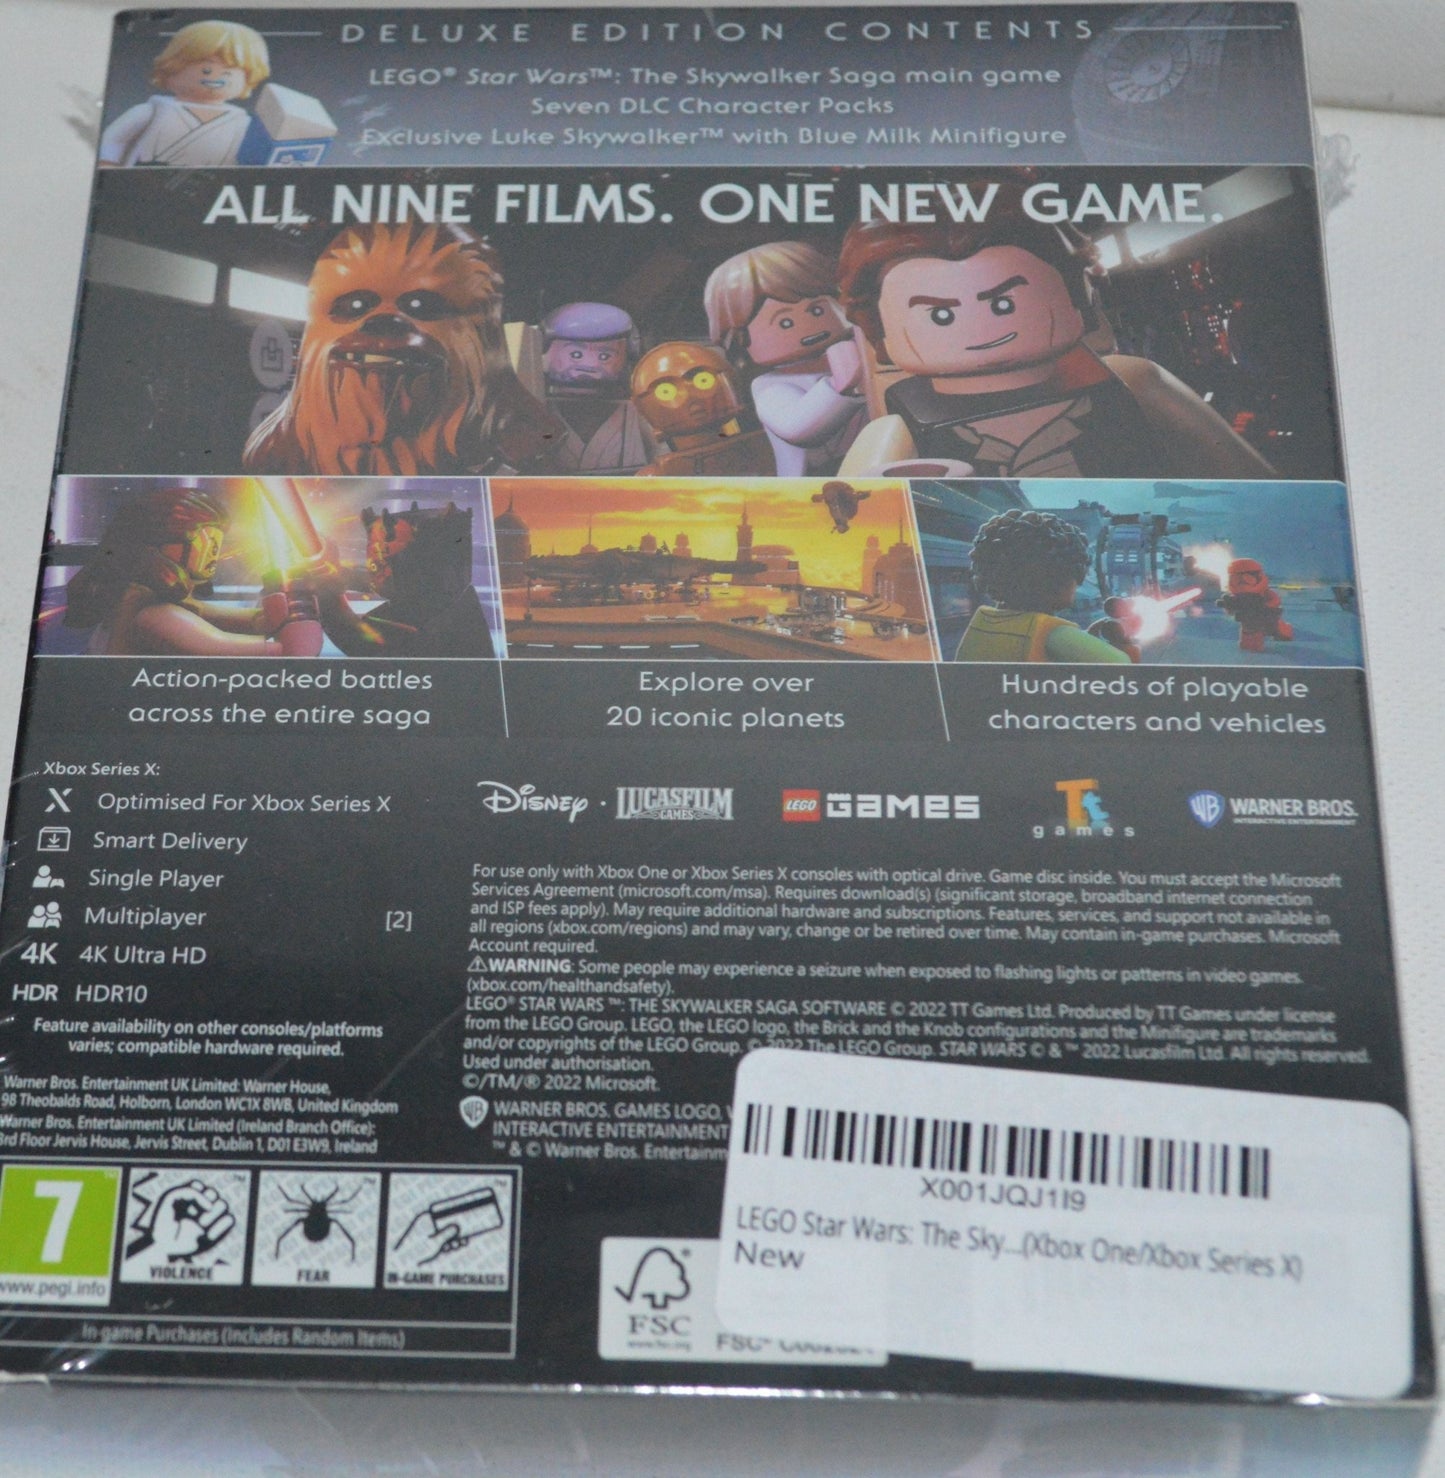 DELUXE EDITION CONTENTS
LEGO® Star Wars™: The Skywalker Saga main game
Seven DLC Character Packs
Exclusive Luke Skywalker™ with Blue Milk Minifigure
ALL NINE FILMS. ONE NEW GAME.
Action-packed battles
across the entire saga
Explore over
20 iconic planets
Hundreds of playable
characters and vehicles
Xbox Series X:
X Optimised For Xbox Series X
Smart Delivery
Single Player
Multiplayer [2]
4K 4K Ultra HD
HDR HDR10
Feature availability on other consoles/platforms
varies; compatible hardware required.
Warner Bros. Entertainment UK Limited: Warner House,
98 Theobalds Road, Holborn, London WC1X 8WB, United Kingdom
Warner Bros. Entertainment UK Limited (Ireland Branch Office):
3rd Floor Jervis House, Jervis Street, Dublin 1, D01 E3W9, Ireland
DISNEY · LUCASFILM
GAMES
LEGO GAMES
Tt
games
WB WARNER BROS.
INTERACTIVE ENTERTAINMENT
For use only with Xbox One or Xbox Series X consoles with optical drive. Game disc inside. You must accept the Microsoft
Services Agreement (microsoft.com/msa). Requires download(s) (significant storage, broadband internet connection
and ISP fees apply). May require additional hardware and subscriptions. Features, services, and support not available in
all regions (xbox.com/regions) and may vary, change or be retired over time. May contain in-game purchases. Microsoft
Account required.
⚠WARNING: Some people may experience a seizure when exposed to flashing lights or patterns in video games.
(xbox.com/healthandsafety).
LEGO® STAR WARS ™: THE SKYWALKER SAGA SOFTWARE © 2022 TT Games Ltd. Produced by TT Games under license
from the LEGO Group. LEGO, the LEGO logo, the Brick and the Knob configurations and the Minifigure are trademarks
and/or copyrights of the LEGO Group. © 2022 The LEGO Group. STAR WARS © & ™ 2022 Lucasfilm Ltd. All rights reserved.
Used under authorisation.
©/TM/® 2022 Microsoft.
WB WARNER BROS. GAMES LOGO,
INTERACTIVE ENTERTAINMENT
™ & © Warner Bros.
7
www.pegi.info
VIOLENCE
FEAR
IN-GAME PURCHASES
In-game Purchases (Includes Random Items)
FSC
www.fsc.org
X001JQJ1I9
LEGO Star Wars: The Sky...(Xbox One/Xbox Series X)
New